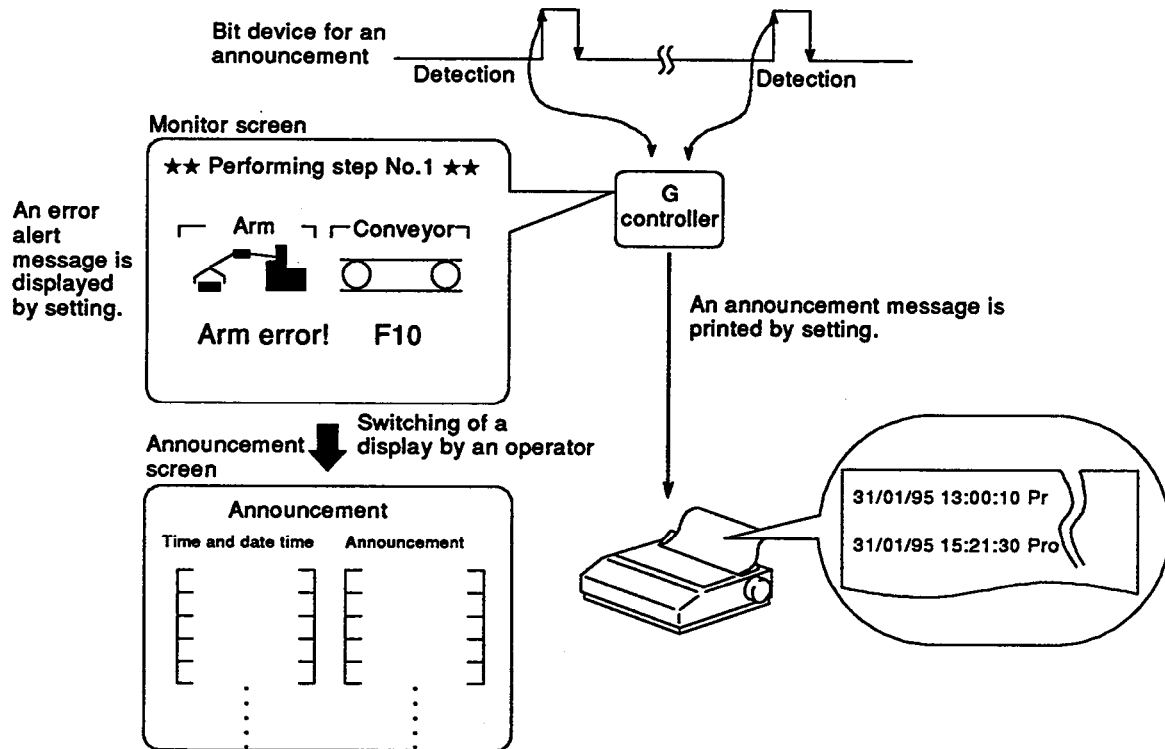 Bit device for an
announcement
Detection
Detection
Monitor screen
★★ Performing step No.1 ★★
G
controller
An error
alert
message is
displayed
by setting.
Arm
Conveyor
An announcement message is
printed by setting.
Arm error!
F10
Switching of a
display by an operator
Announcement
screen
Announcement
Time and date time
Announcement
31/01/95 13:00:10 Pr
31/01/95 15:21:30 Pro